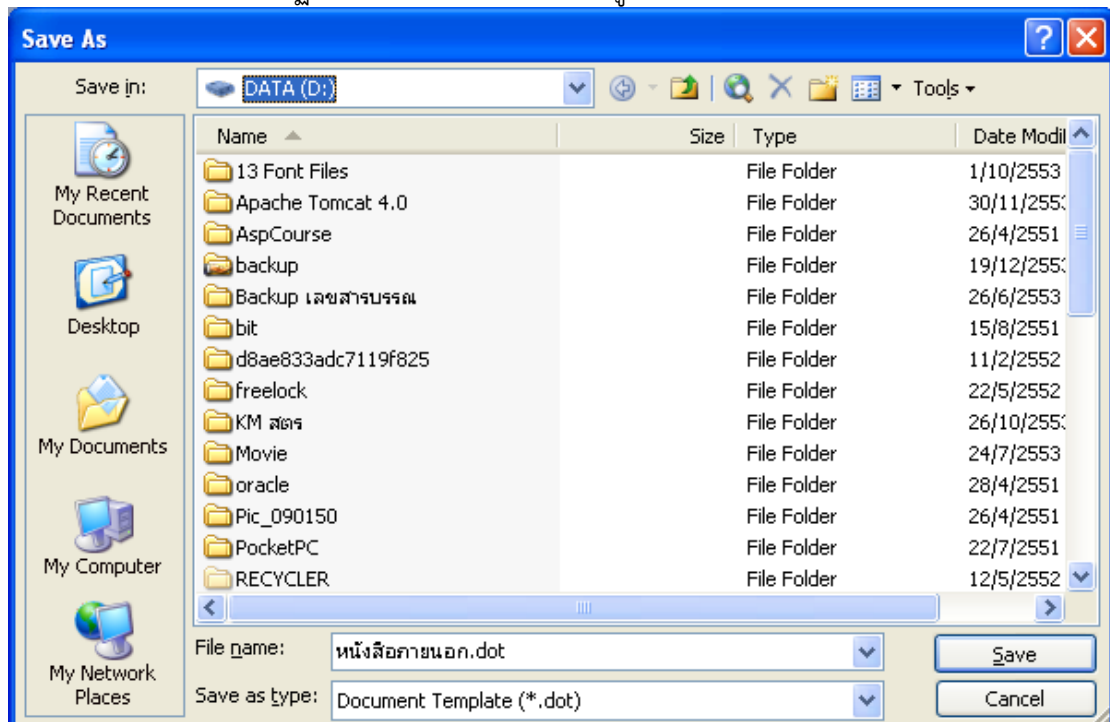 Save As
Save in: DATA (D:) Tools
Name Size Type Date Modif
13 Font Files File Folder 1/10/2553
Apache Tomcat 4.0 File Folder 30/11/2553
AspCourse File Folder 26/4/2551
backup File Folder 19/12/2553
Backup เลขสารบรรณ File Folder 26/6/2553
bit File Folder 15/8/2551
d8ae833adc7119f825 File Folder 11/2/2552
freelock File Folder 22/5/2552
KM สตร File Folder 26/10/2553
Movie File Folder 24/7/2553
oracle File Folder 28/4/2551
Pic_090150 File Folder 26/4/2551
PocketPC File Folder 22/7/2551
RECYCLER File Folder 12/5/2552
My Recent
Documents
Desktop
My Documents
My Computer
My Network
Places
File name: หนังสือภายนอก.dot Save
Save as type: Document Template (*.dot) Cancel